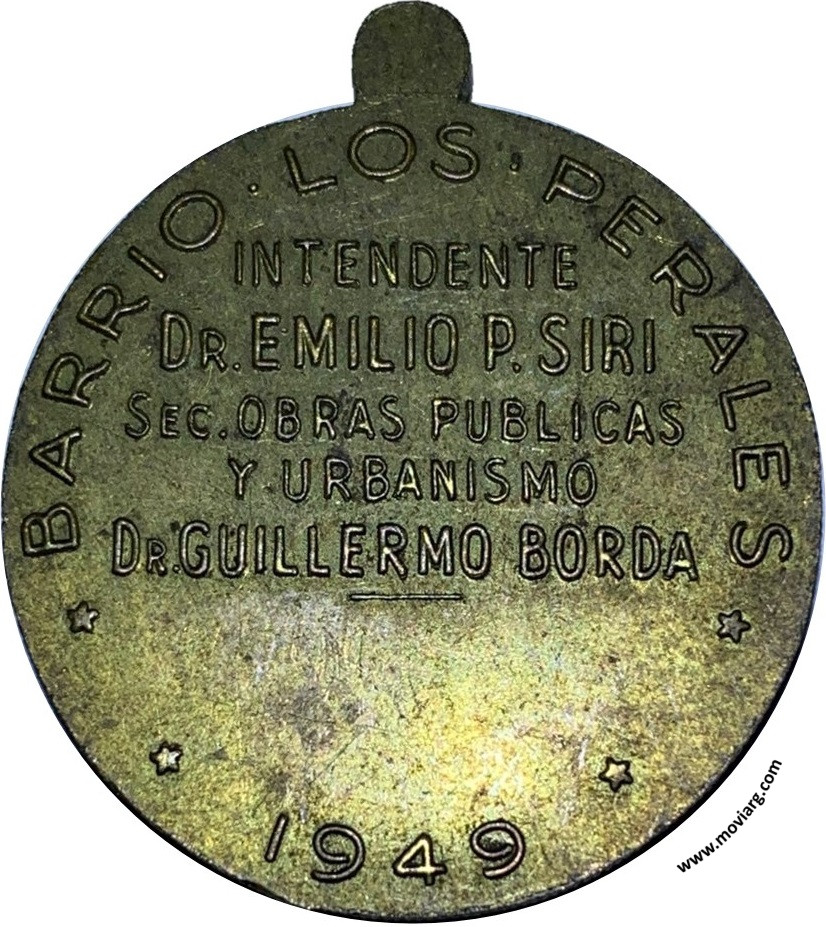 BARRIO · LOS · PERALES
INTENDENTE
DR. EMILIO P. SIRI
SEC. OBRAS PUBLICAS
Y URBANISMO
DR. GUILLERMO BORDA
1949
www.moviarg.com